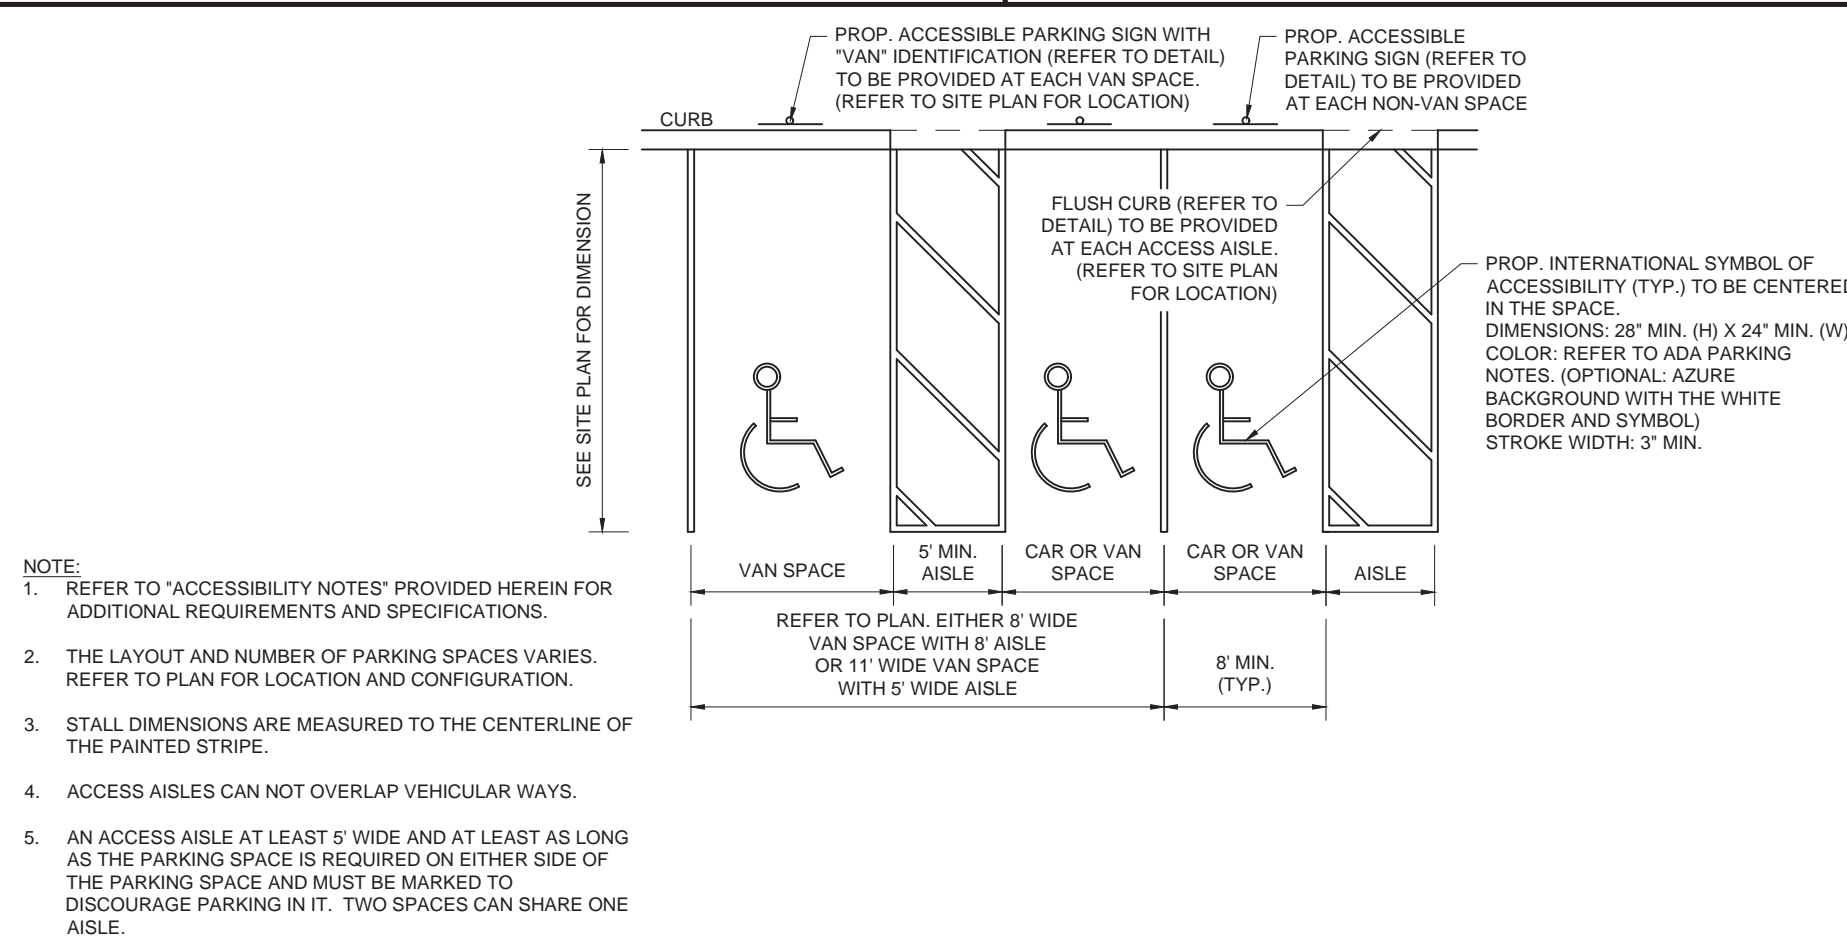 PROP. ACCESSIBLE PARKING SIGN WITH
"VAN" IDENTIFICATION (REFER TO DETAIL)
TO BE PROVIDED AT EACH VAN SPACE.
(REFER TO SITE PLAN FOR LOCATION)
PROP. ACCESSIBLE
PARKING SIGN (REFER TO
DETAIL) TO BE PROVIDED
AT EACH NON-VAN SPACE
CURB
SEE SITE PLAN FOR DIMENSION
FLUSH CURB (REFER TO
DETAIL) TO BE PROVIDED
AT EACH ACCESS AISLE.
(REFER TO SITE PLAN
FOR LOCATION)
PROP. INTERNATIONAL SYMBOL OF
ACCESSIBILITY (TYP.) TO BE CENTERED
IN THE SPACE.
DIMENSIONS: 28" MIN. (H) X 24" MIN. (W)
COLOR: REFER TO ADA PARKING
NOTES. (OPTIONAL: AZURE
BACKGROUND WITH THE WHITE
BORDER AND SYMBOL)
STROKE WIDTH: 3" MIN.
VAN SPACE
5' MIN.
AISLE
CAR OR VAN
SPACE
CAR OR VAN
SPACE
AISLE
REFER TO PLAN. EITHER 8' WIDE
VAN SPACE WITH 8' AISLE
OR 11' WIDE VAN SPACE
WITH 5' WIDE AISLE
8' MIN.
(TYP.)
NOTE:
1. REFER TO "ACCESSIBILITY NOTES" PROVIDED HEREIN FOR
ADDITIONAL REQUIREMENTS AND SPECIFICATIONS.
2. THE LAYOUT AND NUMBER OF PARKING SPACES VARIES.
REFER TO PLAN FOR LOCATION AND CONFIGURATION.
3. STALL DIMENSIONS ARE MEASURED TO THE CENTERLINE OF
THE PAINTED STRIPE.
4. ACCESS AISLES CAN NOT OVERLAP VEHICULAR WAYS.
5. AN ACCESS AISLE AT LEAST 5' WIDE AND AT LEAST AS LONG
AS THE PARKING SPACE IS REQUIRED ON EITHER SIDE OF
THE PARKING SPACE AND MUST BE MARKED TO
DISCOURAGE PARKING IN IT. TWO SPACES CAN SHARE ONE
AISLE.